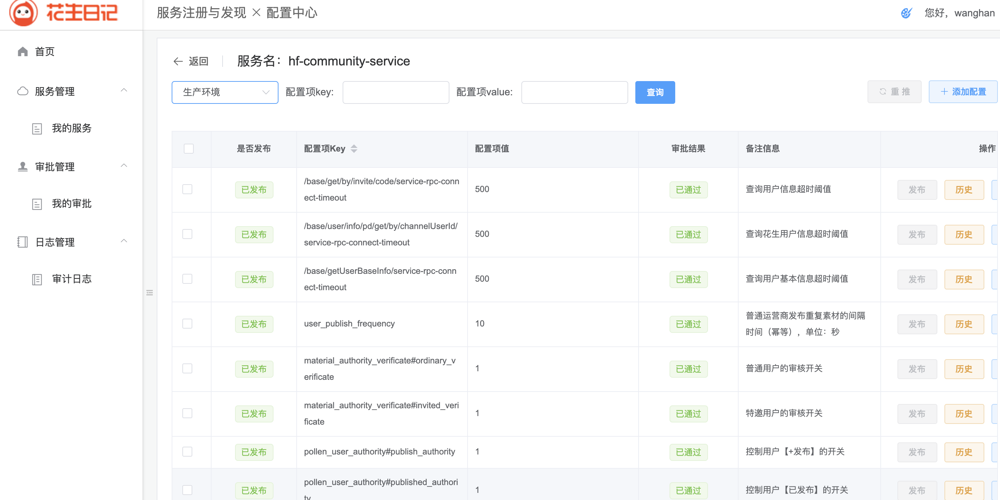 花生日记
服务注册与发现 × 配置中心
您好，wanghan
首页
服务管理
我的服务
审批管理
我的审批
日志管理
审计日志
返回
服务名：hf-community-service
生产环境
配置项key:
配置项value:
查询
重 推
+ 添加配置
是否发布 配置项Key 配置项值 审批结果 备注信息 操作
已发布 /base/get/by/invite/code/service-rpc-conn
ect-timeout
500 已通过 查询用户信息超时阈值 发布 历史
已发布 /base/user/info/pd/get/by/channelUserId/
service-rpc-connect-timeout
500 已通过 查询花生用户信息超时阈值 发布 历史
已发布 /base/getUserBaseInfo/service-rpc-conn
ect-timeout
500 已通过 查询用户基本信息超时阈值 发布 历史
已发布 user_publish_frequency 10 已通过 普通运营商发布重复素材的间隔
时间（幂等），单位：秒
发布 历史
已发布 material_authority_verificate#ordinary_v
erificate
1 已通过 普通用户的审核开关 发布 历史
已发布 material_authority_verificate#invited_veri
ficate
1 已通过 特邀用户的审核开关 发布 历史
已发布 pollen_user_authority#publish_authority 1 已通过 控制用户【+发布】的开关 发布 历史
已发布 pollen_user_authority#published_authori
ty
1 已通过 控制用户【已发布】的开关 发布 历史